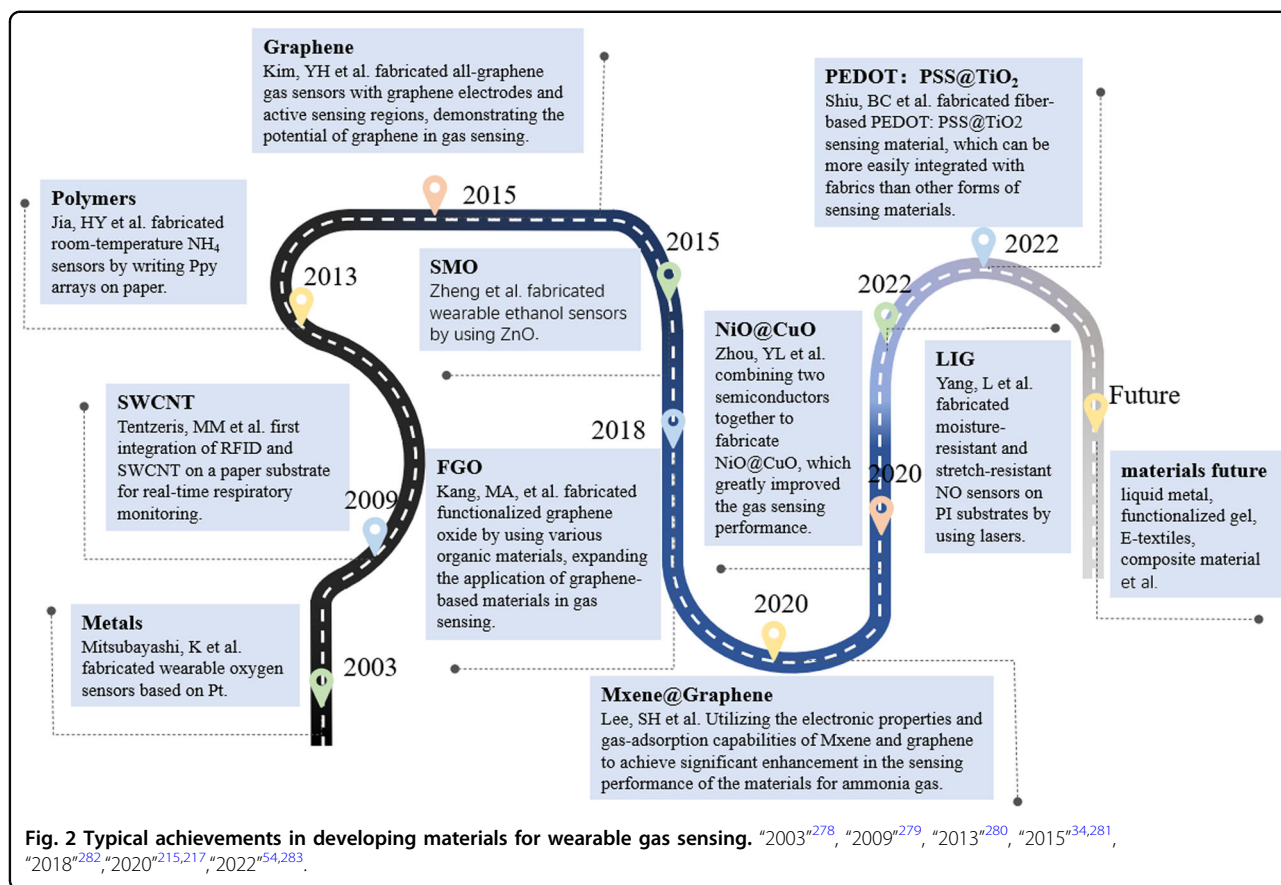 Graphene
Kim, YH et al. fabricated all-graphene
gas sensors with graphene electrodes and
active sensing regions, demonstrating the
potential of graphene in gas sensing.
PEDOT： PSS@TiO₂
Shiu, BC et al. fabricated fiber-
based PEDOT: PSS@TiO2
sensing material, which can be
more easily integrated with
fabrics than other forms of
sensing materials.
Polymers
Jia, HY et al. fabricated
room-temperature NH₄
sensors by writing Ppy
arrays on paper.
2015
2013
SMO
Zheng et al. fabricated
wearable ethanol sensors
by using ZnO.
2015
2022
2022
NiO@CuO
Zhou, YL et al.
combining two
semiconductors
together to
fabricate
NiO@CuO, which
greatly improved
the gas sensing
performance.
LIG
Yang, L et al.
fabricated
moisture-
resistant and
stretch-resistant
NO sensors on
PI substrates by
using lasers.
Future
SWCNT
Tentzeris, MM et al. first
integration of RFID and
SWCNT on a paper substrate
for real-time respiratory
monitoring.
2009
2018
FGO
Kang, MA, et al. fabricated
functionalized graphene
oxide by using various
organic materials, expanding
the application of graphene-
based materials in gas
sensing.
2020
materials future
liquid metal,
functionalized gel,
E-textiles,
composite material
et al.
Metals
Mitsubayashi, K et al.
fabricated wearable oxygen
sensors based on Pt.
2003
2020
Mxene@Graphene
Lee, SH et al. Utilizing the electronic properties and
gas-adsorption capabilities of Mxene and graphene
to achieve significant enhancement in the sensing
performance of the materials for ammonia gas.
Fig. 2 Typical achievements in developing materials for wearable gas sensing. “2003”²⁷⁸, “2009”²⁷⁹, “2013”²⁸⁰, “2015”³⁴,²⁸¹,
“2018”²⁸²,“2020”²¹⁵,²¹⁷,“2022”⁵⁴,²⁸³.